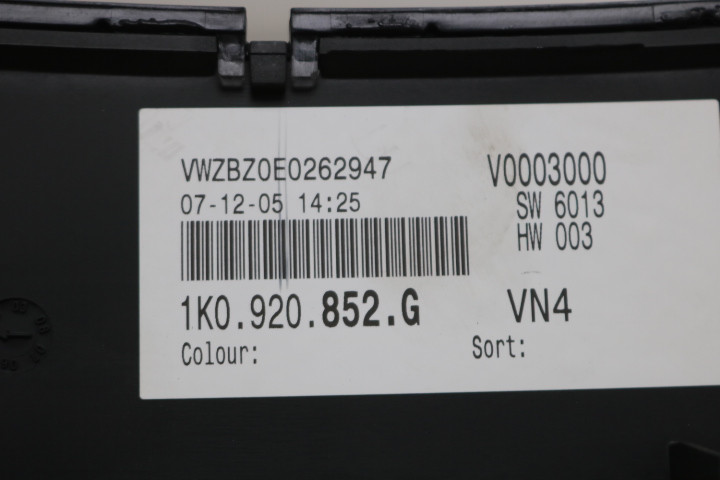 VWZBZ0E0262947 V0003000
07-12-05 14:25 SW 6013
HW 003
1K0.920.852.G VN4
Colour: Sort: